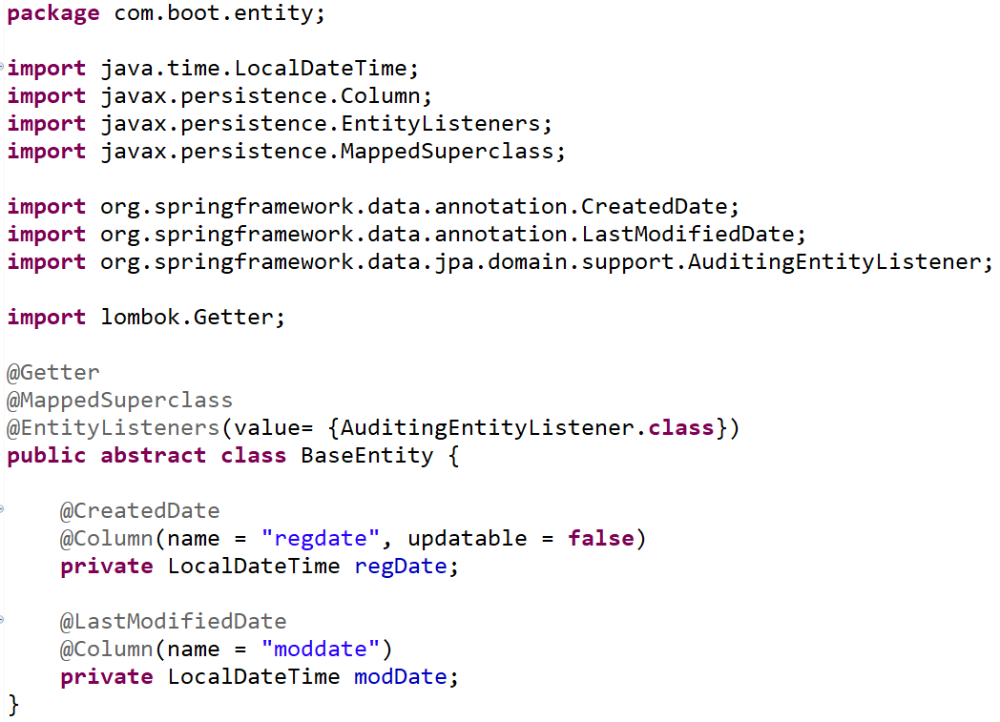 package com.boot.entity;
import java.time.LocalDateTime;
import javax.persistence.Column;
import javax.persistence.EntityListeners;
import javax.persistence.MappedSuperclass;
import org.springframework.data.annotation.CreatedDate;
import org.springframework.data.annotation.LastModifiedDate;
import org.springframework.data.jpa.domain.support.AuditingEntityListener;
import lombok.Getter;
@Getter
@MappedSuperclass
@EntityListeners(value= {AuditingEntityListener.class})
public abstract class BaseEntity {
    @CreatedDate
    @Column(name = "regdate", updatable = false)
    private LocalDateTime regDate;
    @LastModifiedDate
    @Column(name = "moddate")
    private LocalDateTime modDate;
}